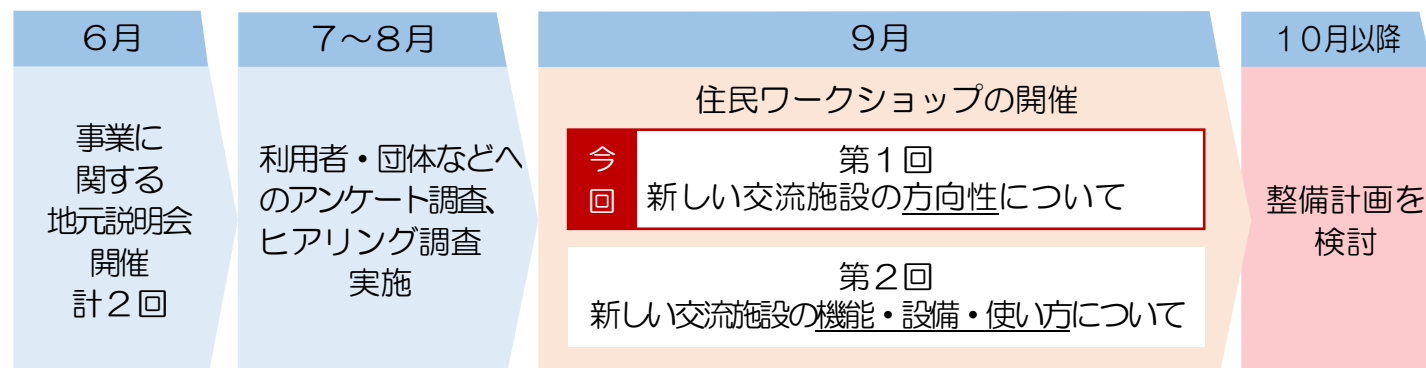 6月
事業に
関する
地元説明会
開催
計2回
7～8月
利用者・団体などへ
のアンケート調査、
ヒアリング調査
実施
9月
住民ワークショップの開催
今回
第1回
新しい交流施設の方向性について
第2回
新しい交流施設の機能・設備・使い方について
10月以降
整備計画を
検討